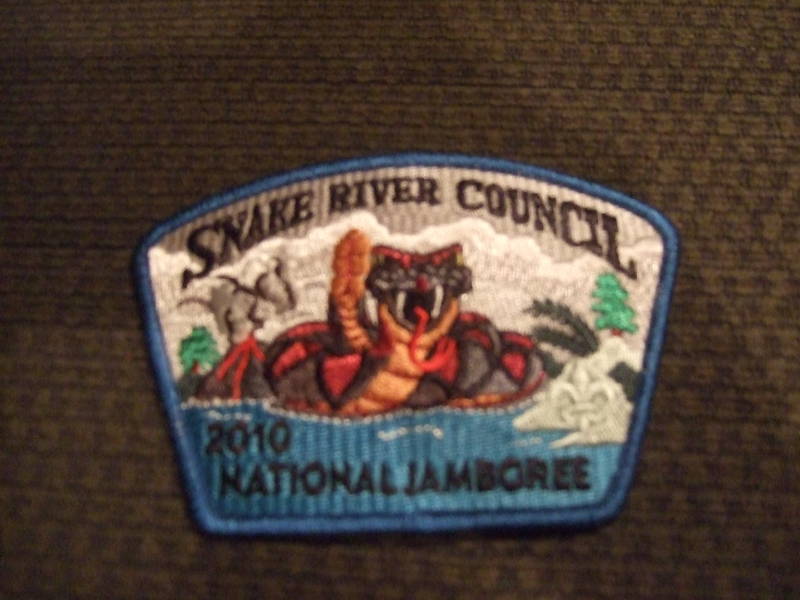 SNAKE RIVER COUNCIL
2010
NATIONAL JAMBOREE